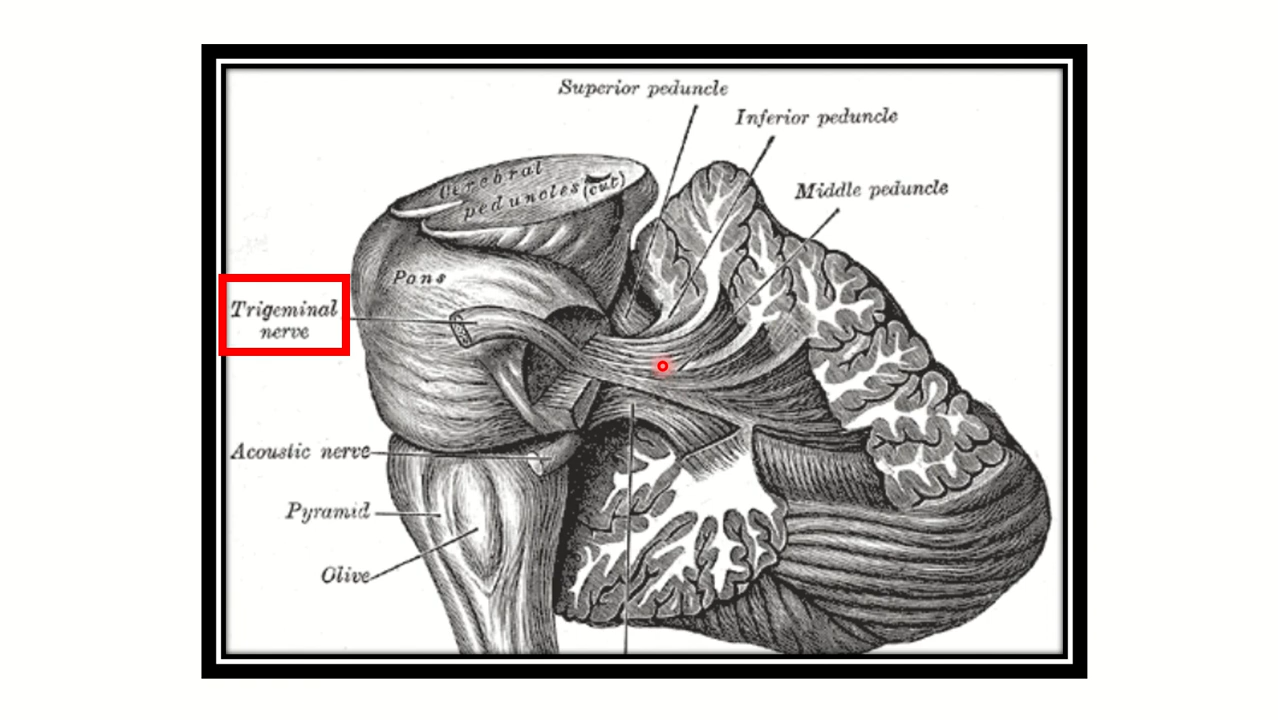 Superior peduncle
Inferior peduncle
Middle peduncle
Cerebral
peduncles (cut)
Pons
Trigeminal
nerve
Acoustic nerve
Pyramid
Olive